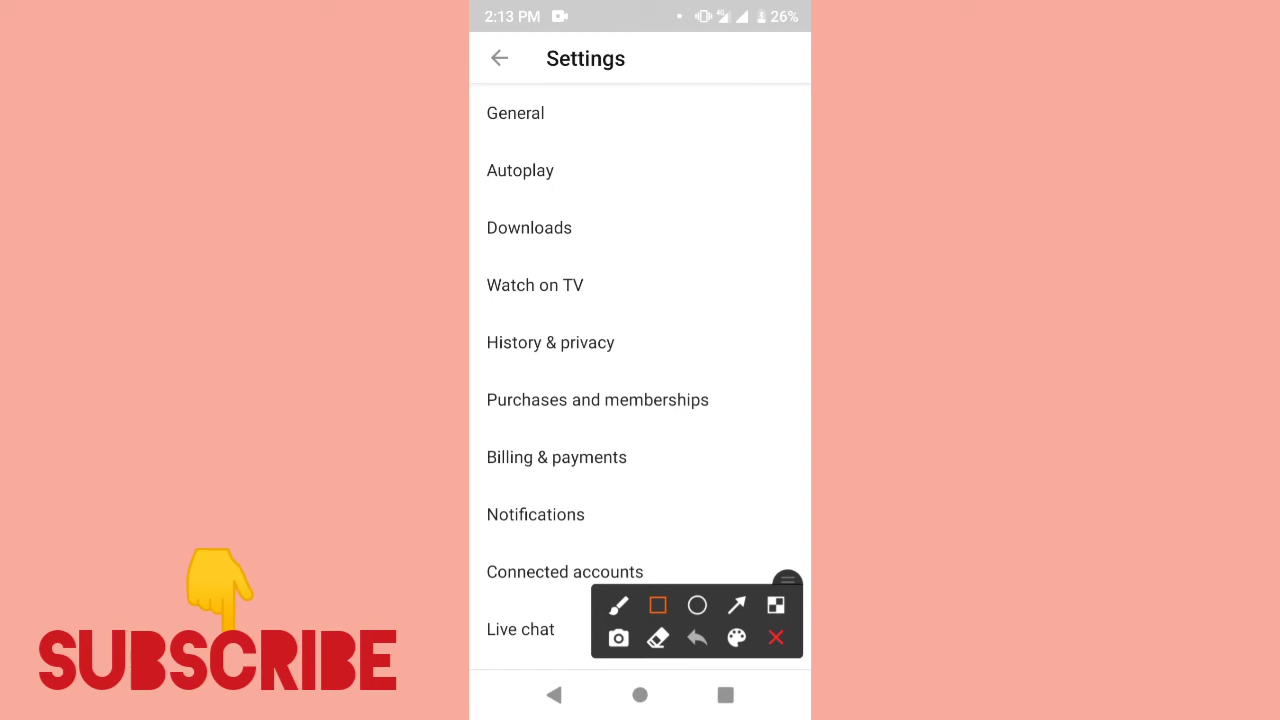 2:13 PM 4G 26%
Settings
General
Autoplay
Downloads
Watch on TV
History & privacy
Purchases and memberships
Billing & payments
Notifications
Connected accounts
Live chat
SUBSCRIBE